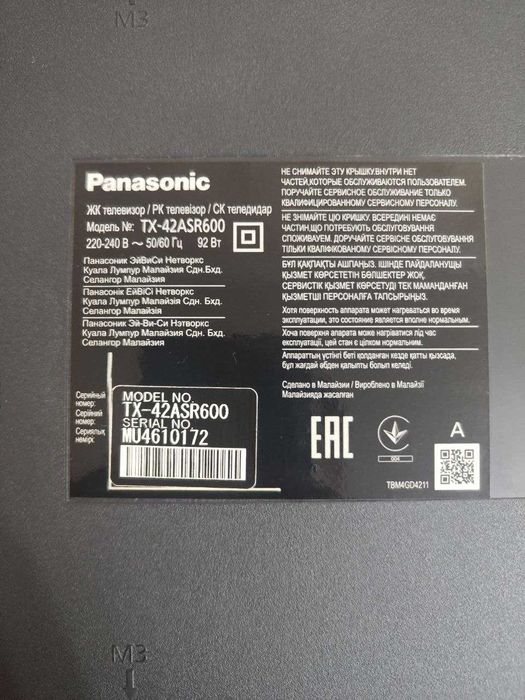 M3
Panasonic
ЖК телевизор / РК телевізор / СК теледидар
Модель №: TX-42ASR600
220-240 В ~ 50/60 Гц 92 Вт
Панасоник ЭйВиСи Нетворкс
Куала Лумпур Малайзия Сдн.Бхд.
Селангор Малайзия
Панасонік ЕйВіСі Нетворкс
Куала Лумпур Малайзія Сдн. Бхд.
Селангор Малайзія
Панасоник Эй-Ви-Си Нэтворкс
Куала Лумпур Малайзия Сдн. Бхд.
Селангор Малайзия
Серийный номер:
Серійний номер:
Сериялық нөмірі:
MODEL NO.
TX-42ASR600
SERIAL NO.
MU4610172
НЕ СНИМАЙТЕ ЭТУ КРЫШКУ.ВНУТРИ НЕТ
ЧАСТЕЙ,КОТОРЫЕ ОБСЛУЖИВАЮТСЯ ПОЛЬЗОВАТЕЛЕМ.
ПОРУЧАЙТЕ СЕРВИСНОЕ ОБСЛУЖИВАНИЕ ТОЛЬКО
КВАЛИФИЦИРОВАННОМУ СЕРВИСНОМУ ПЕРСОНАЛУ.
НЕ ЗНІМАЙТЕ ЦЮ КРИШКУ. ВСЕРЕДИНІ НЕМАЄ
ЧАСТИН,ЩО ПОТРЕБУЮТЬ ОБСЛУГОВУВАННЯ
СПОЖИВАЧЕМ. ДОРУЧАЙТЕ СЕРВІСНЕ ОБСЛУГОВУВАННЯ
ТІЛЬКИ КВАЛІФІКОВАНОМУ СЕРВІСНОМУ ПЕРСОНАЛУ.
БҰЛ ҚАҚПАҚТЫ АШПАҢЫЗ. ІШІНДЕ ПАЙДАЛАНУШЫ
ҚЫЗМЕТ КӨРСЕТЕТІН БӨЛШЕКТЕР ЖОҚ.
СЕРВИСТІК ҚЫЗМЕТ КӨРСЕТУДІ ТЕК МАМАНДАНҒАН
ҚЫЗМЕТШІ ПЕРСОНАЛҒА ТАПСЫРЫҢЫЗ.
Хотя поверхность аппарата может нагреваться во время
эксплуатации, это состояние является вполне нормальным.
Хоча поверхня апарата може нагріватися під час
експлуатації, цей стан є цілком нормальним.
Аппараттың үстіңгі беті қолданған кезде қатты қызсада,
бұл жағдай әбден қалыпты болып келеді.
Сделано в Малайзии / Вироблено в Малайзії
Малайзияда жасалған
EAC
A
TBM4GD4211
M3